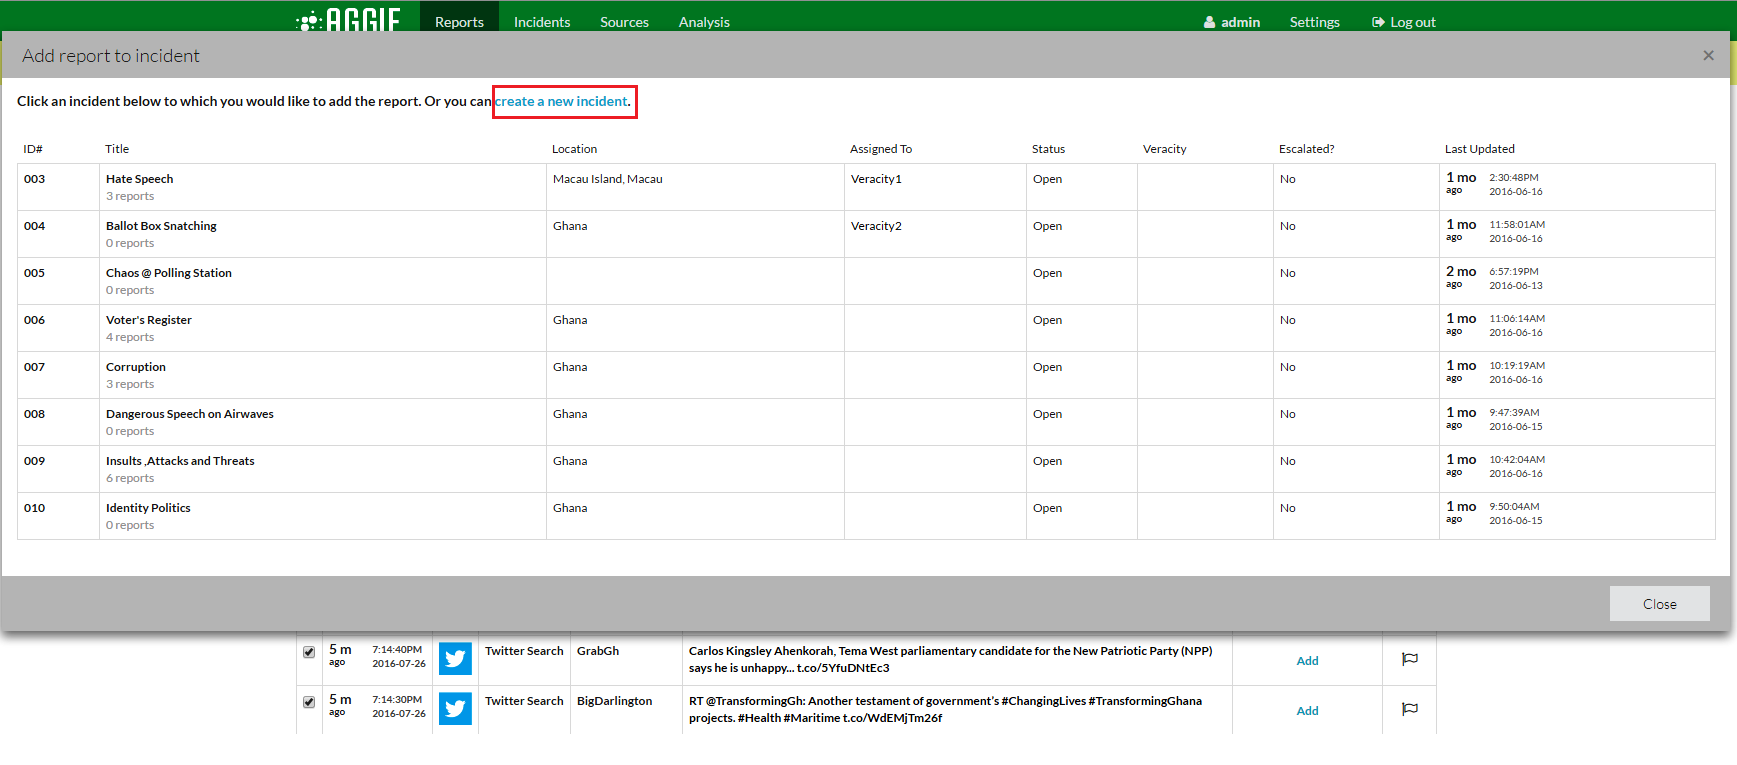 AGGIE Reports Incidents Sources Analysis admin Settings Log out
Add report to incident ×
Click an incident below to which you would like to add the report. Or you can create a new incident.
ID# Title Location Assigned To Status Veracity Escalated? Last Updated
003 Hate Speech Macau Island, Macau Veracity1 Open No 1 mo 2:30:48PM
3 reports ago 2016-06-16
004 Ballot Box Snatching Ghana Veracity2 Open No 1 mo 11:58:01AM
0 reports ago 2016-06-16
005 Chaos @ Polling Station Open No 2 mo 6:57:19PM
0 reports ago 2016-06-13
006 Voter's Register Ghana Open No 1 mo 11:06:14AM
4 reports ago 2016-06-16
007 Corruption Ghana Open No 1 mo 10:19:19AM
3 reports ago 2016-06-16
008 Dangerous Speech on Airwaves Ghana Open No 1 mo 9:47:39AM
0 reports ago 2016-06-15
009 Insults ,Attacks and Threats Ghana Open No 1 mo 10:42:04AM
6 reports ago 2016-06-16
010 Identity Politics Ghana Open No 1 mo 9:50:04AM
0 reports ago 2016-06-15
Close
5 m 7:14:40PM Twitter Search GrabGh Carlos Kingsley Ahenkorah, Tema West parliamentary candidate for the New Patriotic Party (NPP)
ago 2016-07-26 says he is unhappy... t.co/5YfuDNtEc3 Add
5 m 7:14:30PM Twitter Search BigDarlington RT @TransformingGh: Another testament of government's #ChangingLives #TransformingGhana
ago 2016-07-26 projects. #Health #Maritime t.co/WdEMjTm26f Add